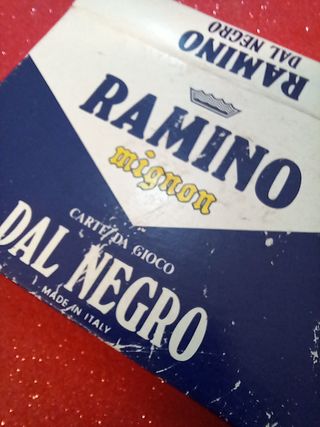 RAMINO
DAL NEGRO
RAMINO
mignon
CARTE DA GIOCO
DAL NEGRO
MADE IN ITALY